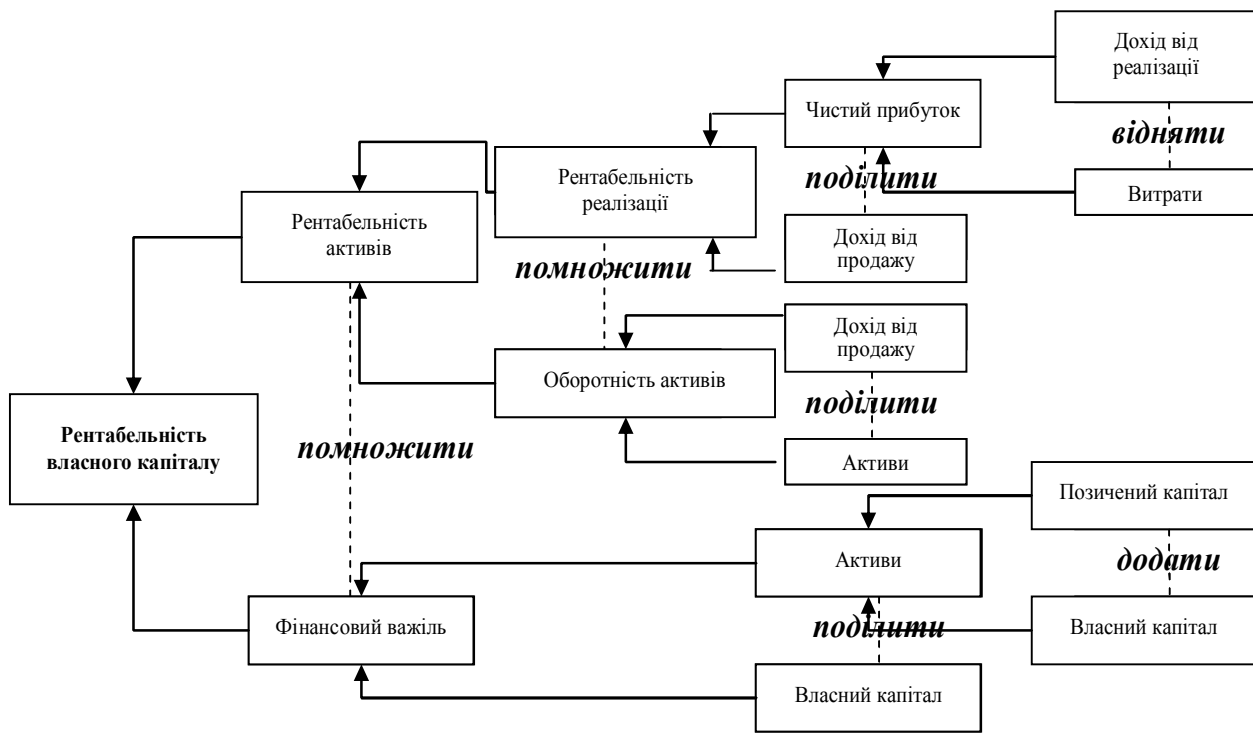 Дохід від
реалізації
Чистий прибуток
відняти
поділити
Витрати
Рентабельність
реалізації
Рентабельність
активів
Дохід від
продажу
помножити
Дохід від
продажу
Оборотність активів
поділити
Активи
Рентабельність
власного капіталу
помножити
Позичений капітал
Активи
додати
Фінансовий важіль
поділити
Власний капітал
Власний капітал